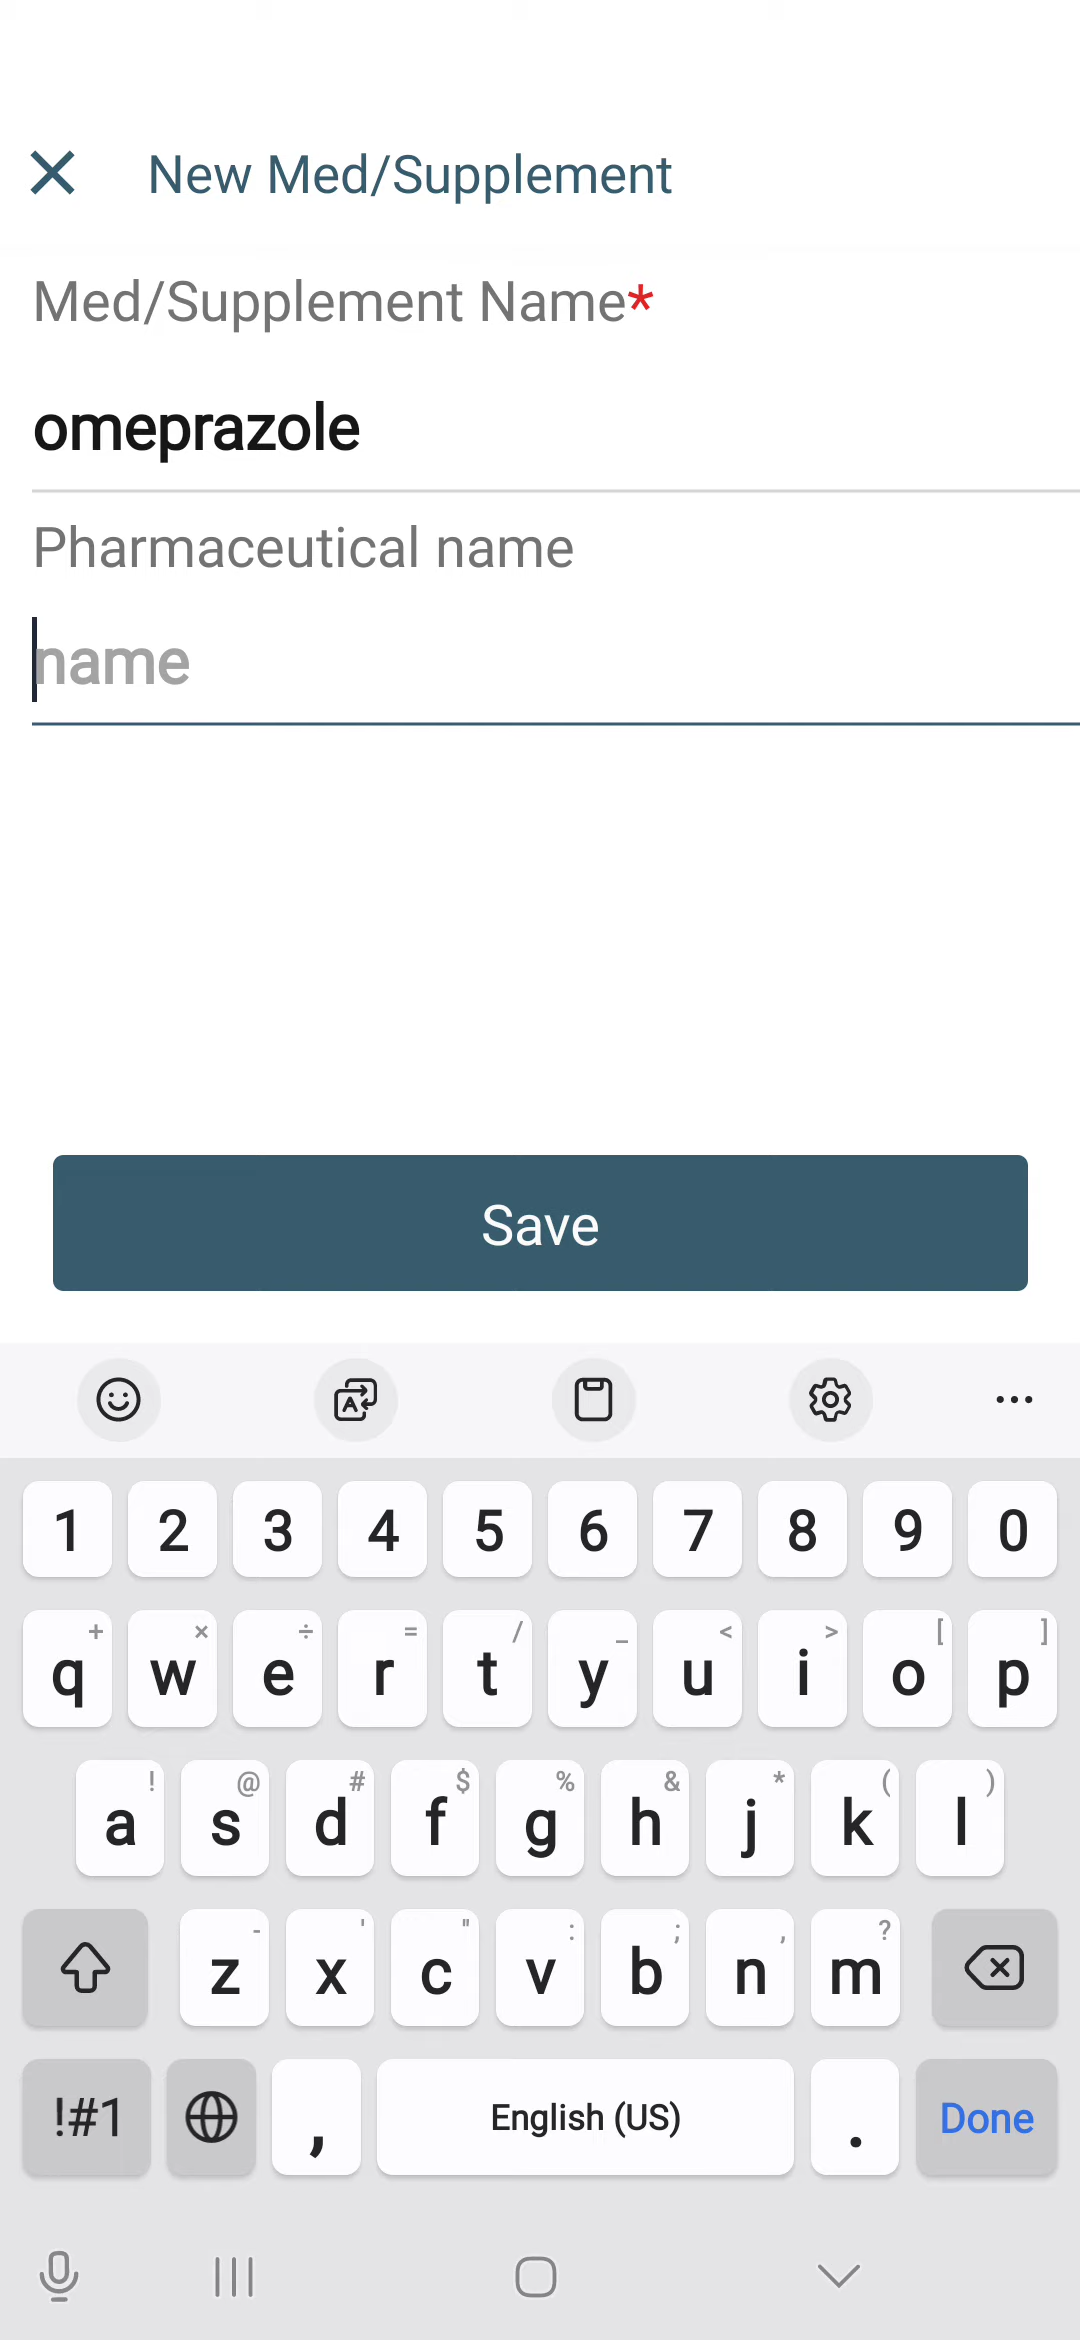 New Med/Supplement
Med/Supplement Name*
omeprazole
Pharmaceutical name
name
Save
1 2 3 4 5 6 7 8 9 0
+ × ÷ = / _ < > [ ]
q w e r t y u i o p
! @ # $ % & * ( )
a s d f g h j k l
- ' " : ; , ?
z x c v b n m
!#1 , English (US) . Done